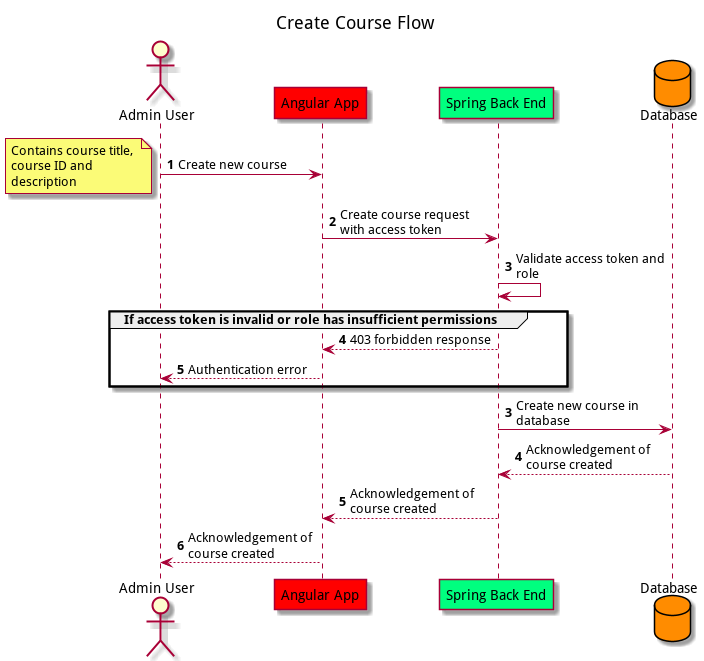 Create Course Flow
Admin User
Angular App
Spring Back End
Database
Contains course title,
course ID and
description
1 Create new course
2 Create course request
with access token
3 Validate access token and
role
If access token is invalid or role has insufficient permissions
4 403 forbidden response
5 Authentication error
3 Create new course in
database
4 Acknowledgement of
course created
5 Acknowledgement of
course created
6 Acknowledgement of
course created
Admin User
Angular App
Spring Back End
Database